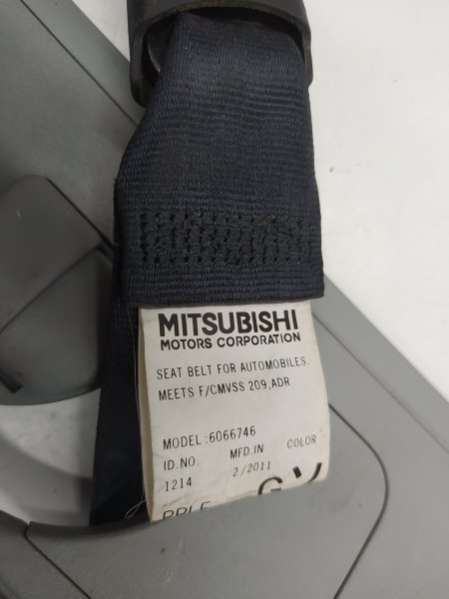 MITSUBISHI
MOTORS CORPORATION
SEAT BELT FOR AUTOMOBILES.
MEETS F/CMVSS 209,ADR
MODEL:6066746
ID.NO MFD.IN COLOR
1214 2/2011